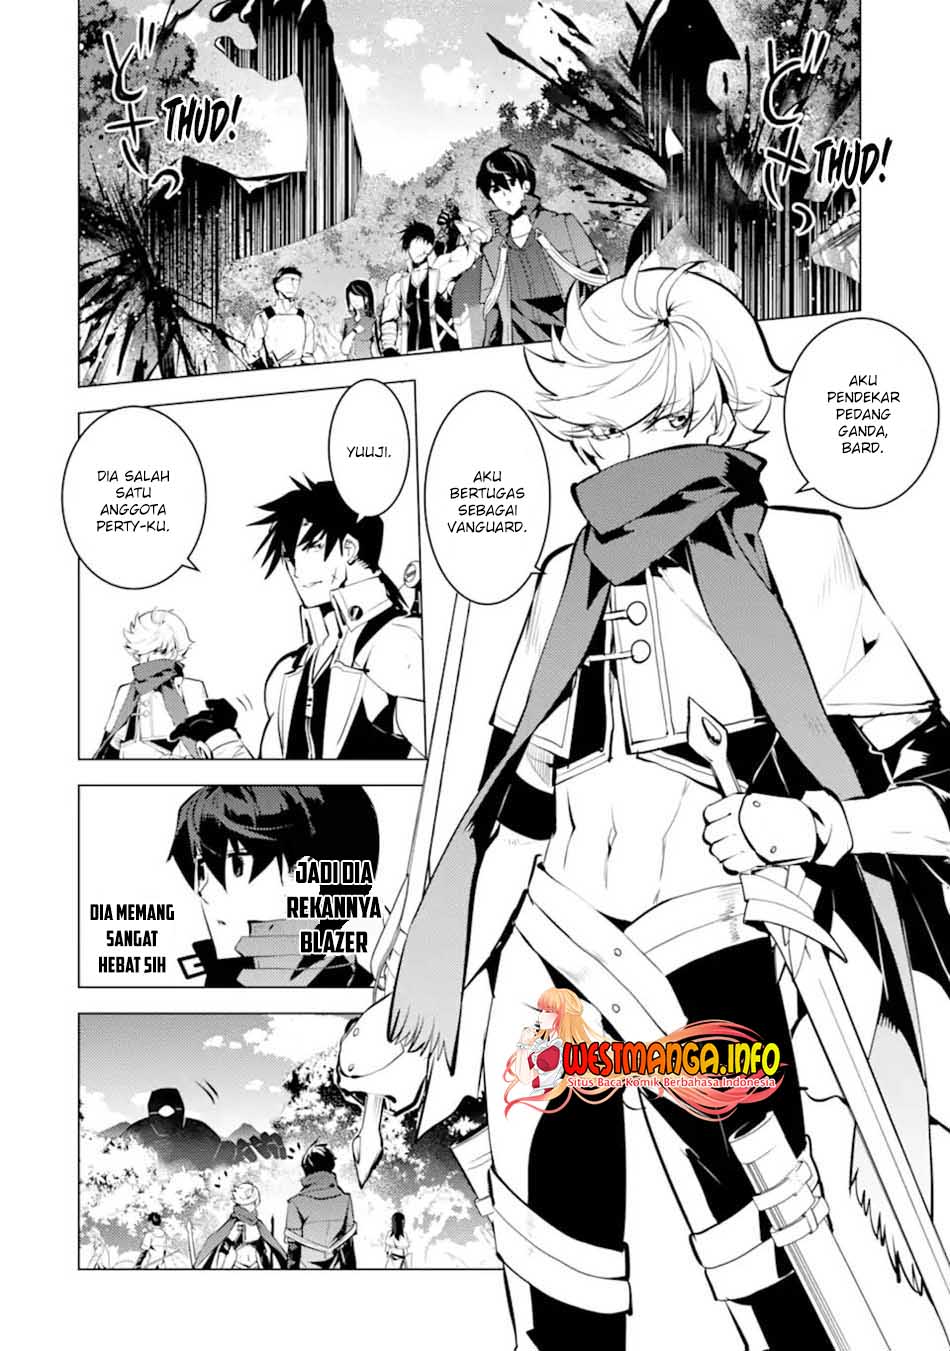 ど
メ
っ
THUD!
ど
メ
っ
THUD!
AKU
PENDEKAR
PEDANG
GANDA,
BARD.
AKU
BERTUGAS
SEBAGAI
VANGUARD.
YUUJI.
DIA SALAH
SATU
ANGGOTA
PERTY-KU.
JADI DIA
REKANNYA
BLAZER
DIA MEMANG
SANGAT
HEBAT SIH
WESTMANGA.INFO
SITUS BACA KOMIK BERBAHASA INDONESIA